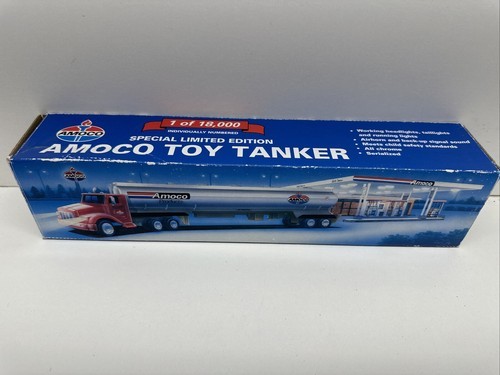 AMOCO
1 of 18,000
INDIVIDUALLY NUMBERED
SPECIAL LIMITED EDITION
AMOCO TOY TANKER
• Working headlights, taillights
and running lights
• Airhorn and back-up signal sound
• Meets child safety standards
• All chrome
• Serialized
Amoco
Amoco